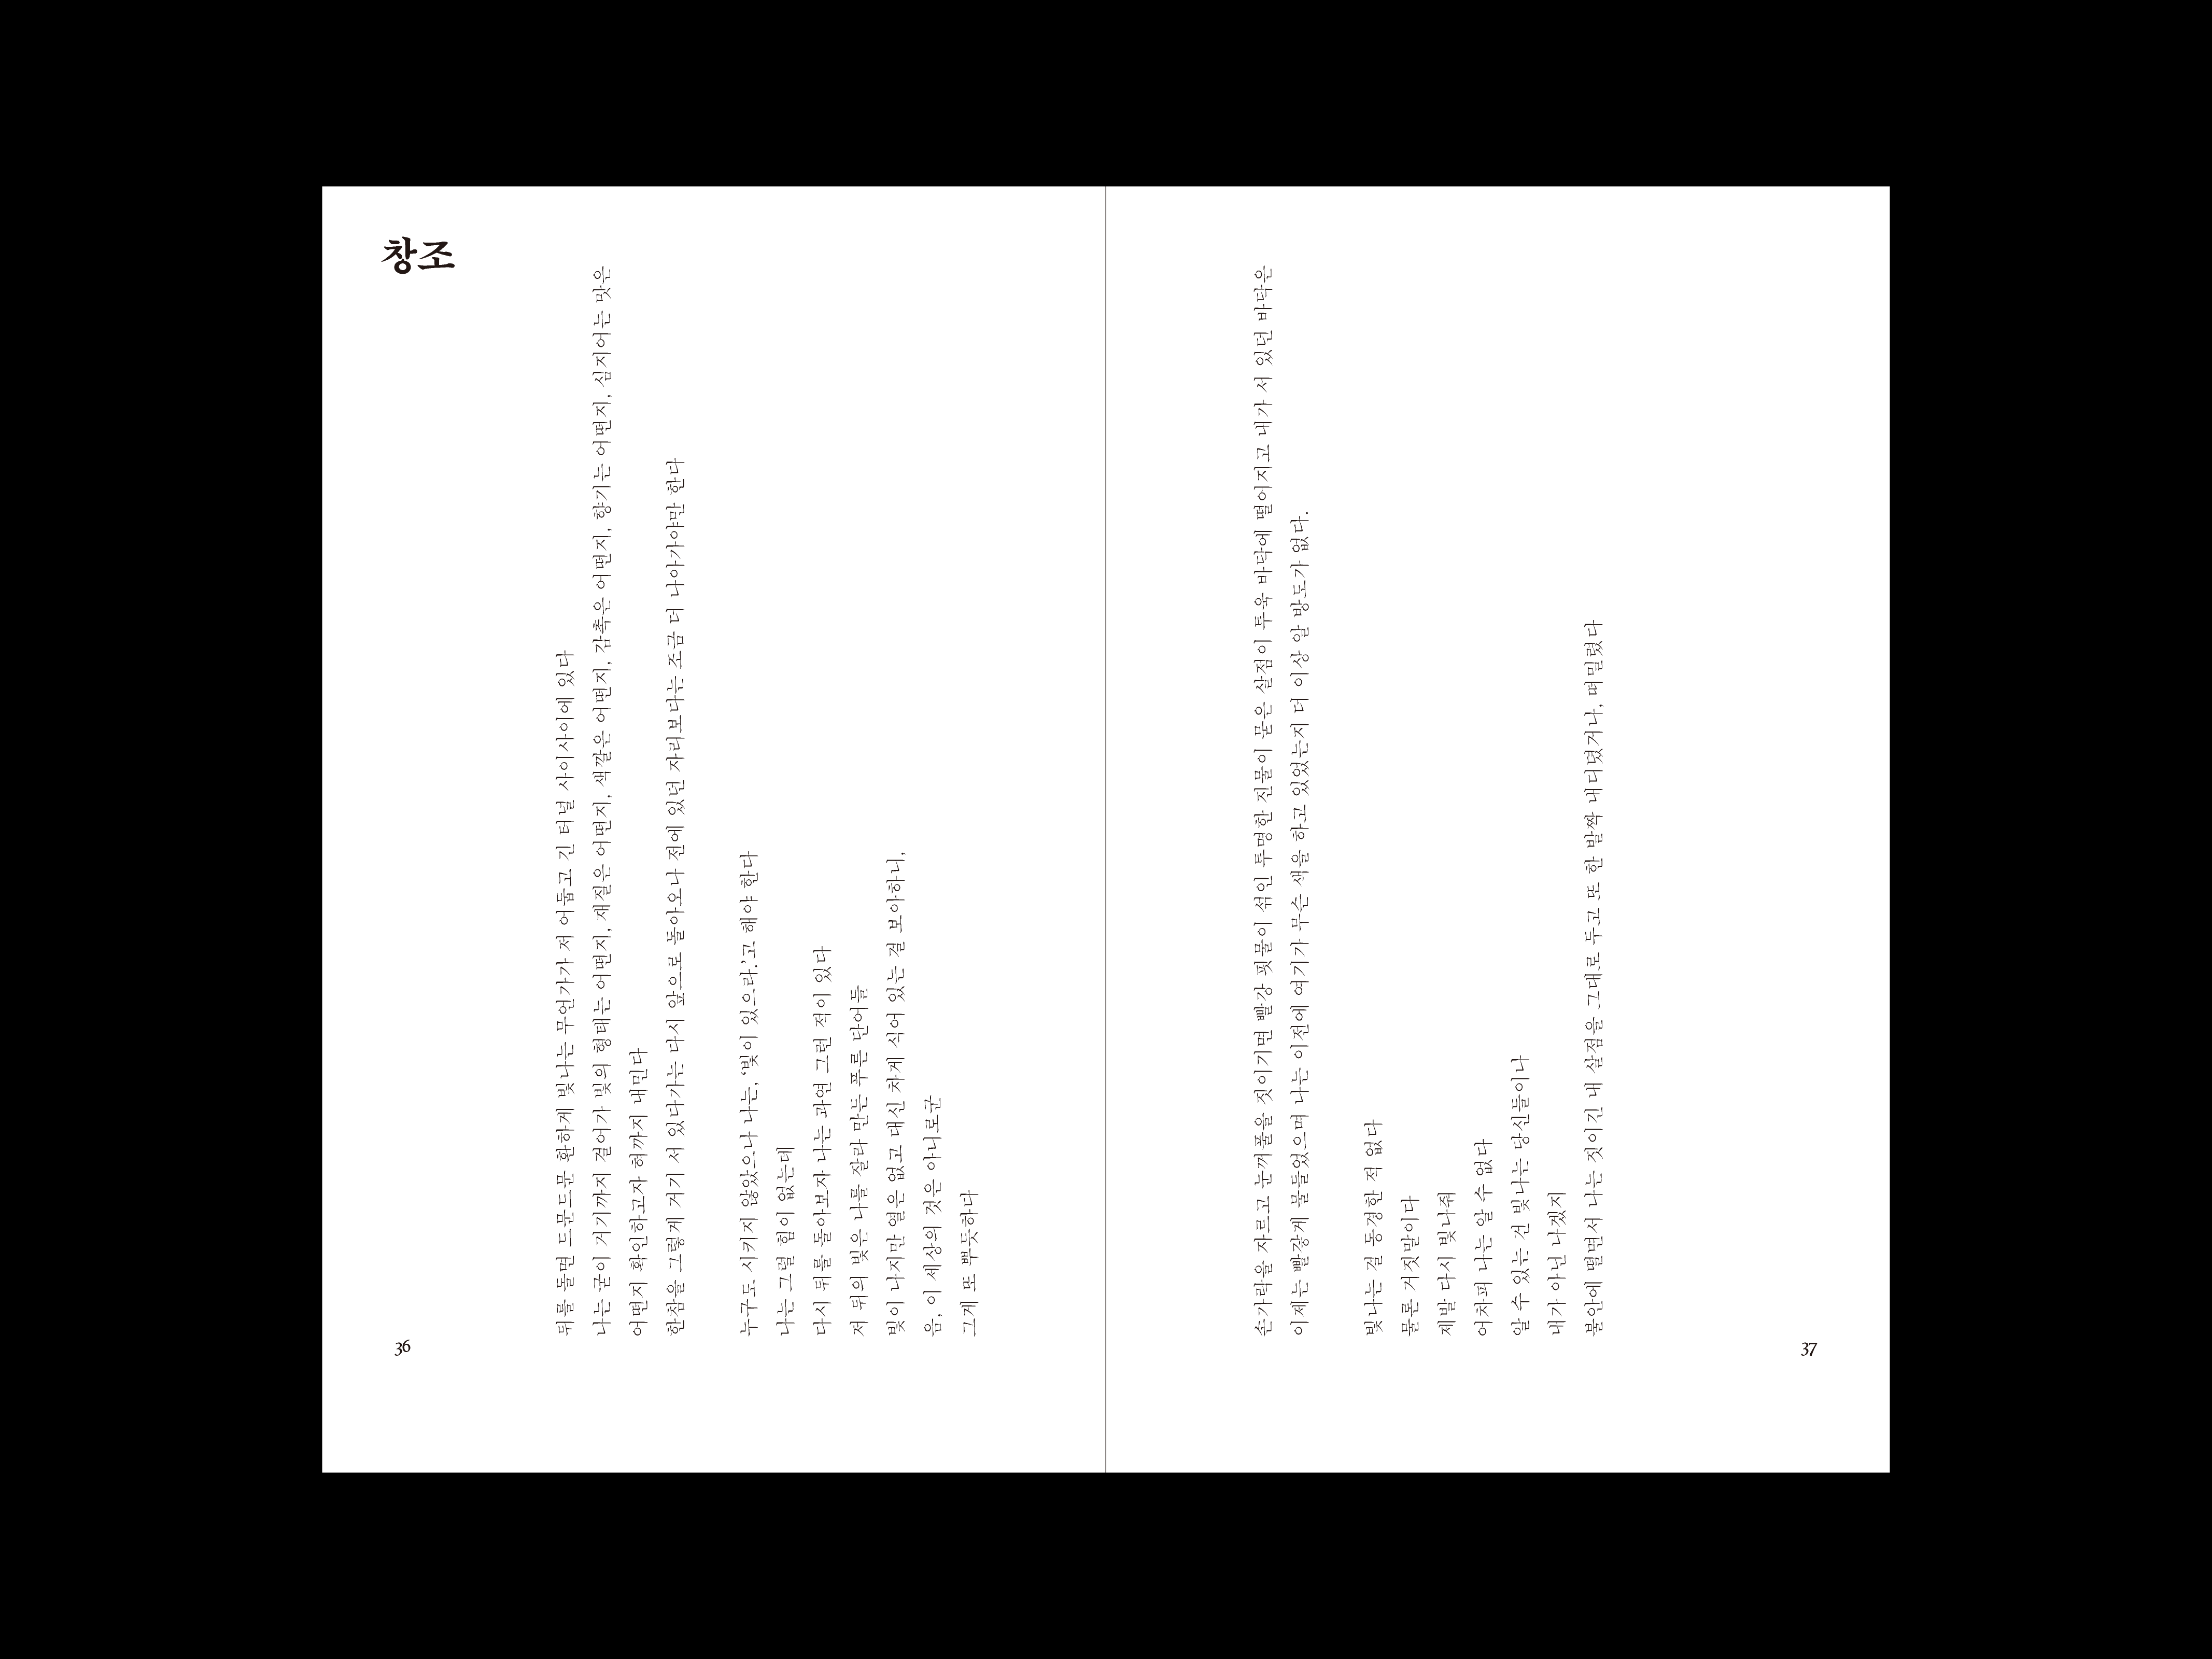 창조
뒤를 돌면 드문드문 환하게 빛나는 무언가가 저 어둡고 긴 터널 사이사이에 있다
나는 굳이 거기까지 걸어가 빛의 형태는 어떤지, 재질은 어떤지, 색깔은 어떤지, 감촉은 어떤지, 향기는 어떤지, 심지어는 맛은
어떤지 확인하고자 혀까지 내민다
한참을 그렇게 거기 서 있다가는 다시 앞으로 돌아오나 전에 있던 자리보다는 조금 더 나아가야만 한다
누구도 시키지 않았으나 나는, ‘빛이 있으라.’고 해야 한다
나는 그럴 힘이 없는데
다시 뒤를 돌아보자 나는 과연 그런 적이 있다
저 뒤의 빛은 나를 잘라 만든 푸른 단어들
빛이 나지만 열은 없고 대신 차게 식어 있는 걸 보아하니,
음, 이 세상의 것은 아니로군
그게 또 뿌듯하다
36
손가락을 자르고 눈꺼풀을 짓이기면 빨강 핏물이 섞인 투명한 진물이 묻은 살점이 투욱 바닥에 떨어지고 내가 서 있던 바닥은
이제는 빨갛게 물들었으며 나는 이전에 여기가 무슨 색을 하고 있었는지 더 이상 알 방도가 없다.
빛나는 걸 동경한 적 없다
물론 거짓말이다
제발 다시 빛나줘
어차피 나는 알 수 없다
알 수 있는 건 빛나는 당신들이나
내가 아닌 나겠지
불안에 떨면서 나는 짓이긴 내 살점을 그대로 두고 또 한 발짝 내디뎠거나, 떠밀렸다
37